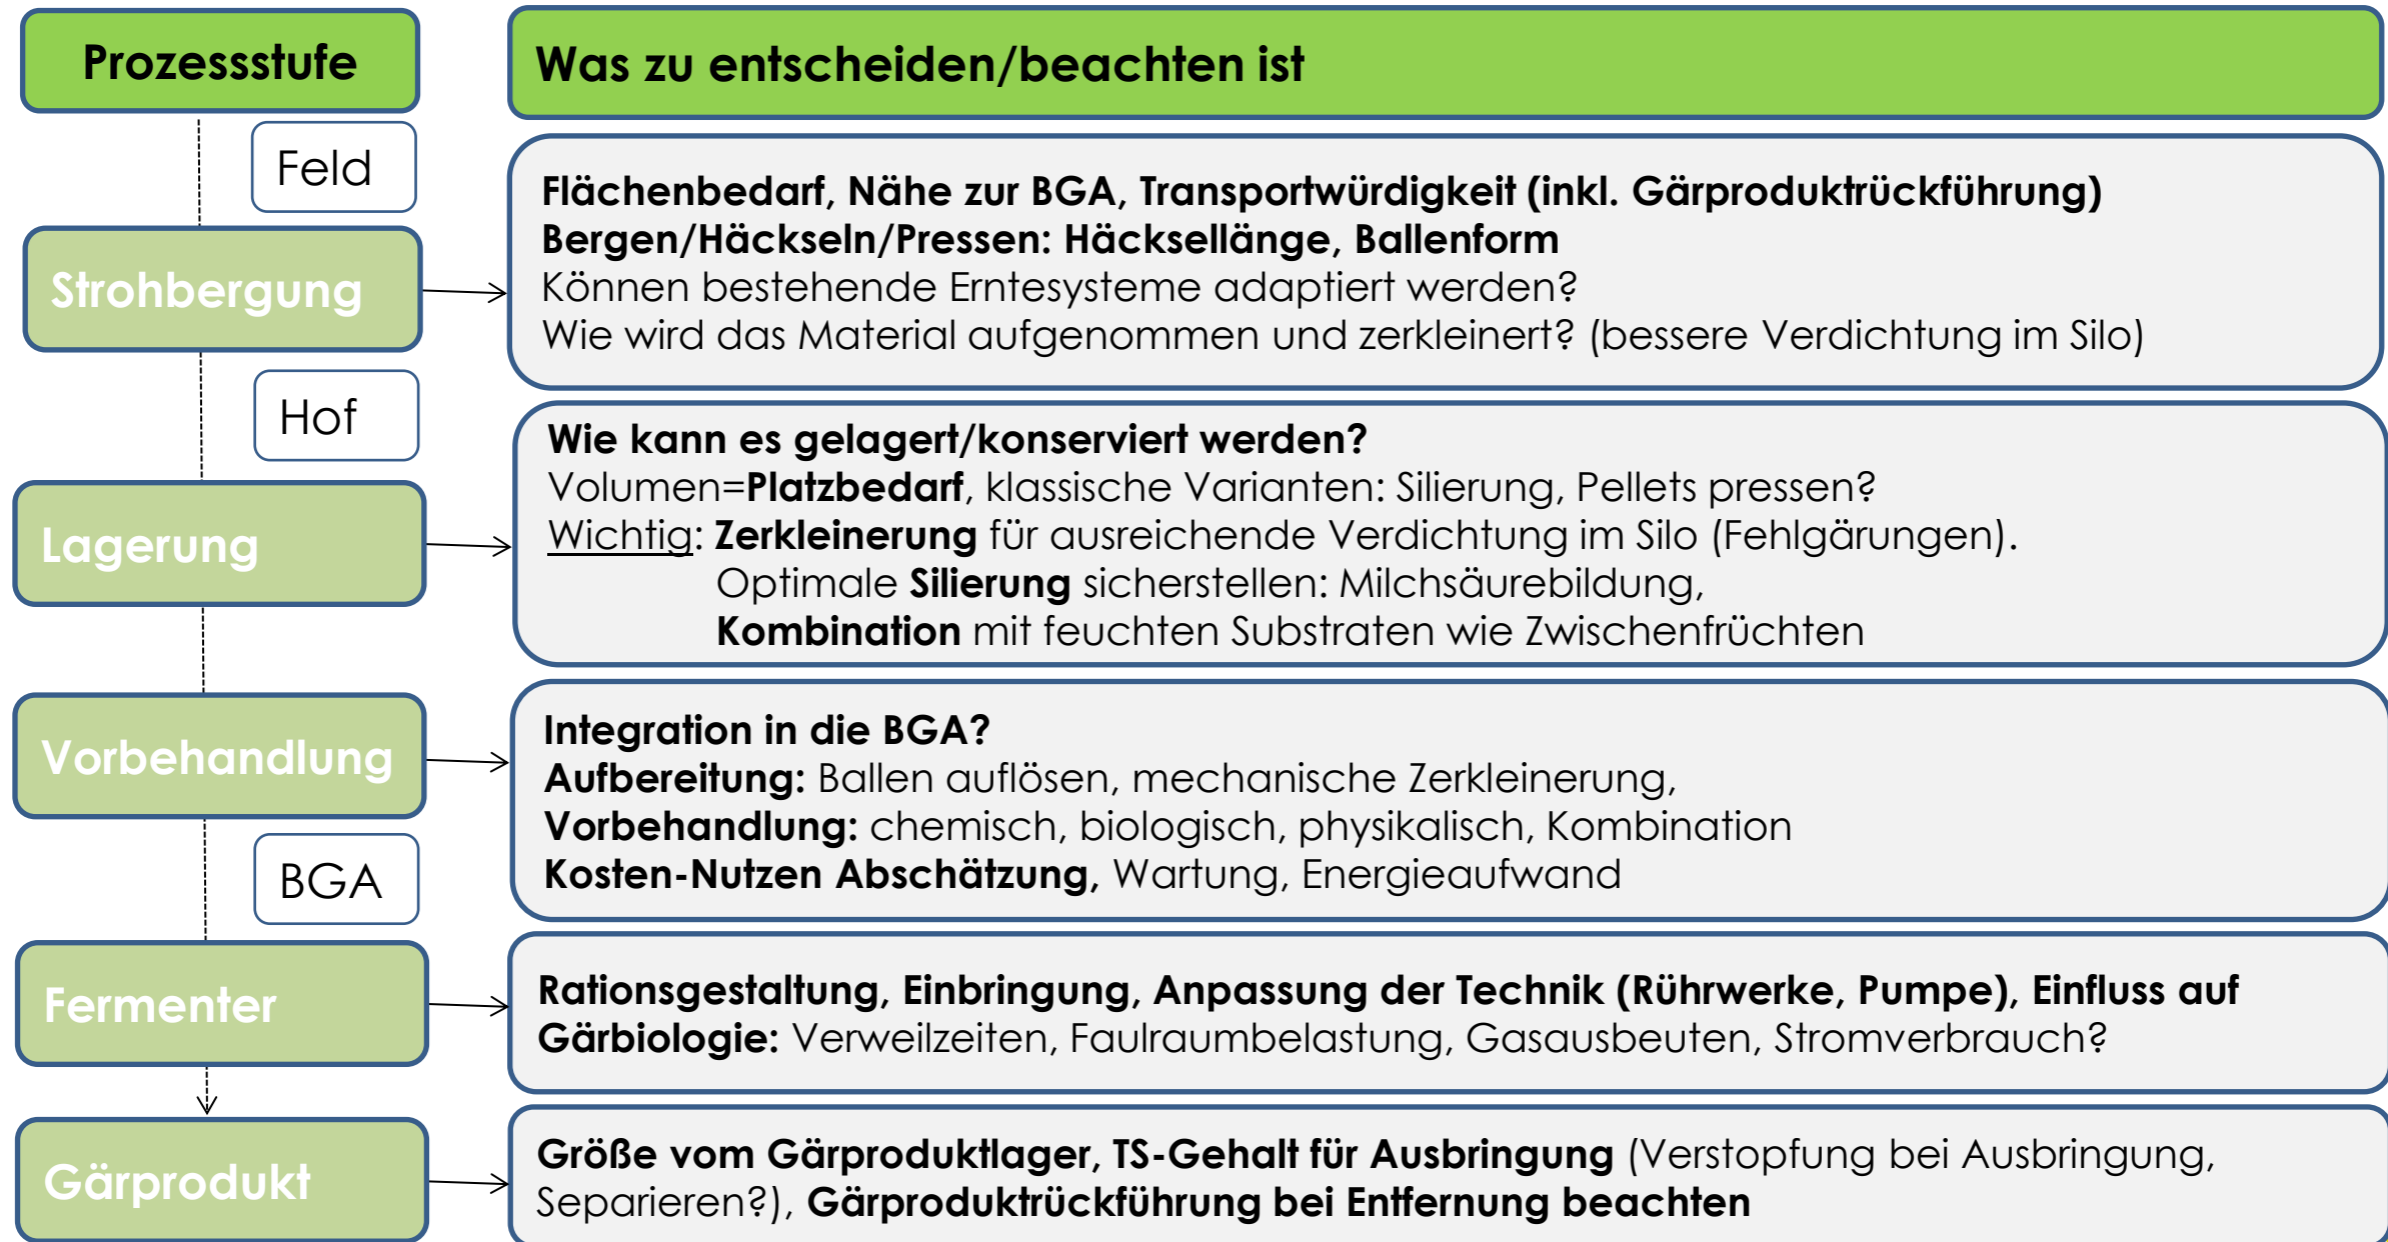 Prozessstufe
Was zu entscheiden/beachten ist
Feld
Strohbergung
Flächenbedarf, Nähe zur BGA, Transportwürdigkeit (inkl. Gärproduktrückführung)
Bergen/Häckseln/Pressen: Häcksellänge, Ballenform
Können bestehende Erntesysteme adaptiert werden?
Wie wird das Material aufgenommen und zerkleinert? (bessere Verdichtung im Silo)
Hof
Lagerung
Wie kann es gelagert/konserviert werden?
Volumen=Platzbedarf, klassische Varianten: Silierung, Pellets pressen?
Wichtig: Zerkleinerung für ausreichende Verdichtung im Silo (Fehlgärungen).
Optimale Silierung sicherstellen: Milchsäurebildung,
Kombination mit feuchten Substraten wie Zwischenfrüchten
Vorbehandlung
Integration in die BGA?
Aufbereitung: Ballen auflösen, mechanische Zerkleinerung,
Vorbehandlung: chemisch, biologisch, physikalisch, Kombination
Kosten-Nutzen Abschätzung, Wartung, Energieaufwand
BGA
Fermenter
Rationsgestaltung, Einbringung, Anpassung der Technik (Rührwerke, Pumpe), Einfluss auf
Gärbiologie: Verweilzeiten, Faulraumbelastung, Gasausbeuten, Stromverbrauch?
Gärprodukt
Größe vom Gärproduktlager, TS-Gehalt für Ausbringung (Verstopfung bei Ausbringung,
Separieren?), Gärproduktrückführung bei Entfernung beachten